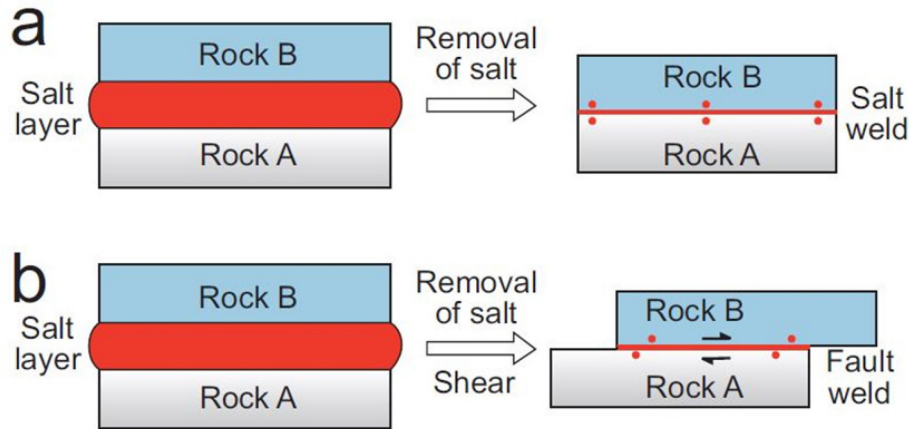 a
Rock B
Salt
layer
Rock A
Removal
of salt
Rock B
Rock A
Salt
weld
b
Rock B
Salt
layer
Rock A
Removal
of salt
Shear
Rock B
Rock A
Fault
weld